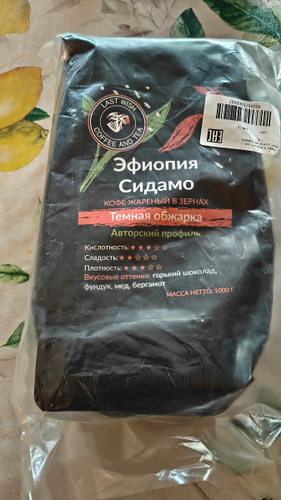 LAST WISH
COFFEE AND TEA
EAC
Эфиопия
Сидамо
КОФЕ ЖАРЕНЫЙ В ЗЕРНАХ
Темная обжарка
Авторский профиль
Кислотность: ★★★☆☆
Сладость: ★★☆☆☆
Плотность: ★★★☆☆
Вкусовые оттенки: горький шоколад,
фундук, мед, бергамот
МАССА НЕТТО: 1000 Г